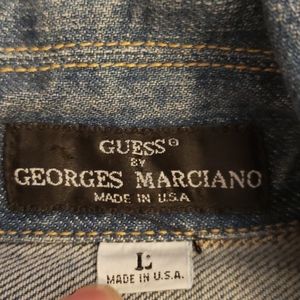 GUESS®
BY
GEORGES MARCIANO
MADE IN U.S.A
L
MADE IN U.S.A.